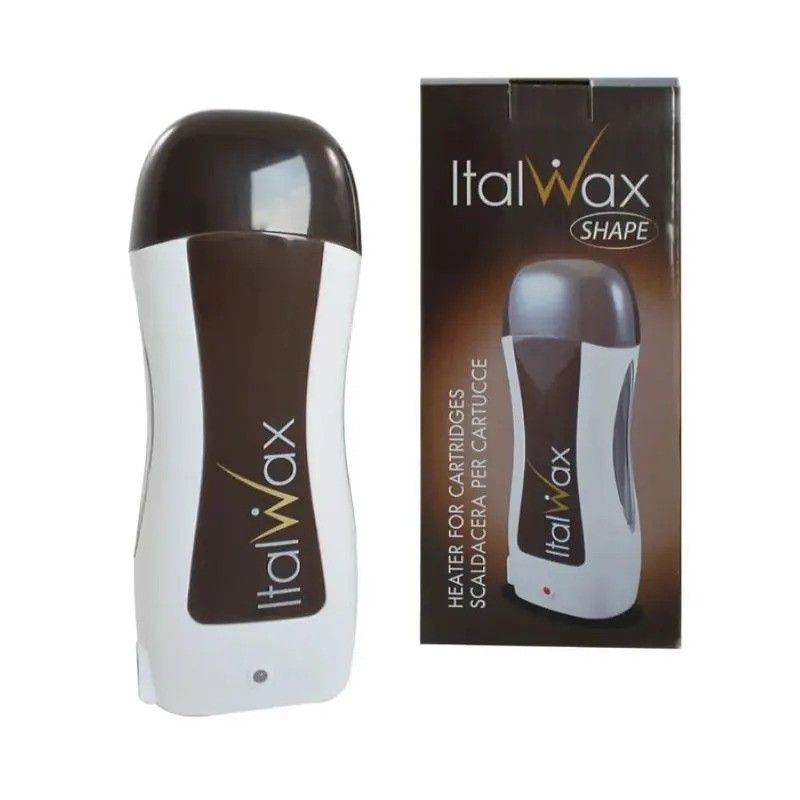 ItalWax
ItalWax
SHAPE
HEATER FOR CARTRIDGES
SCALDACERA PER CARTUCCE
ItalWax